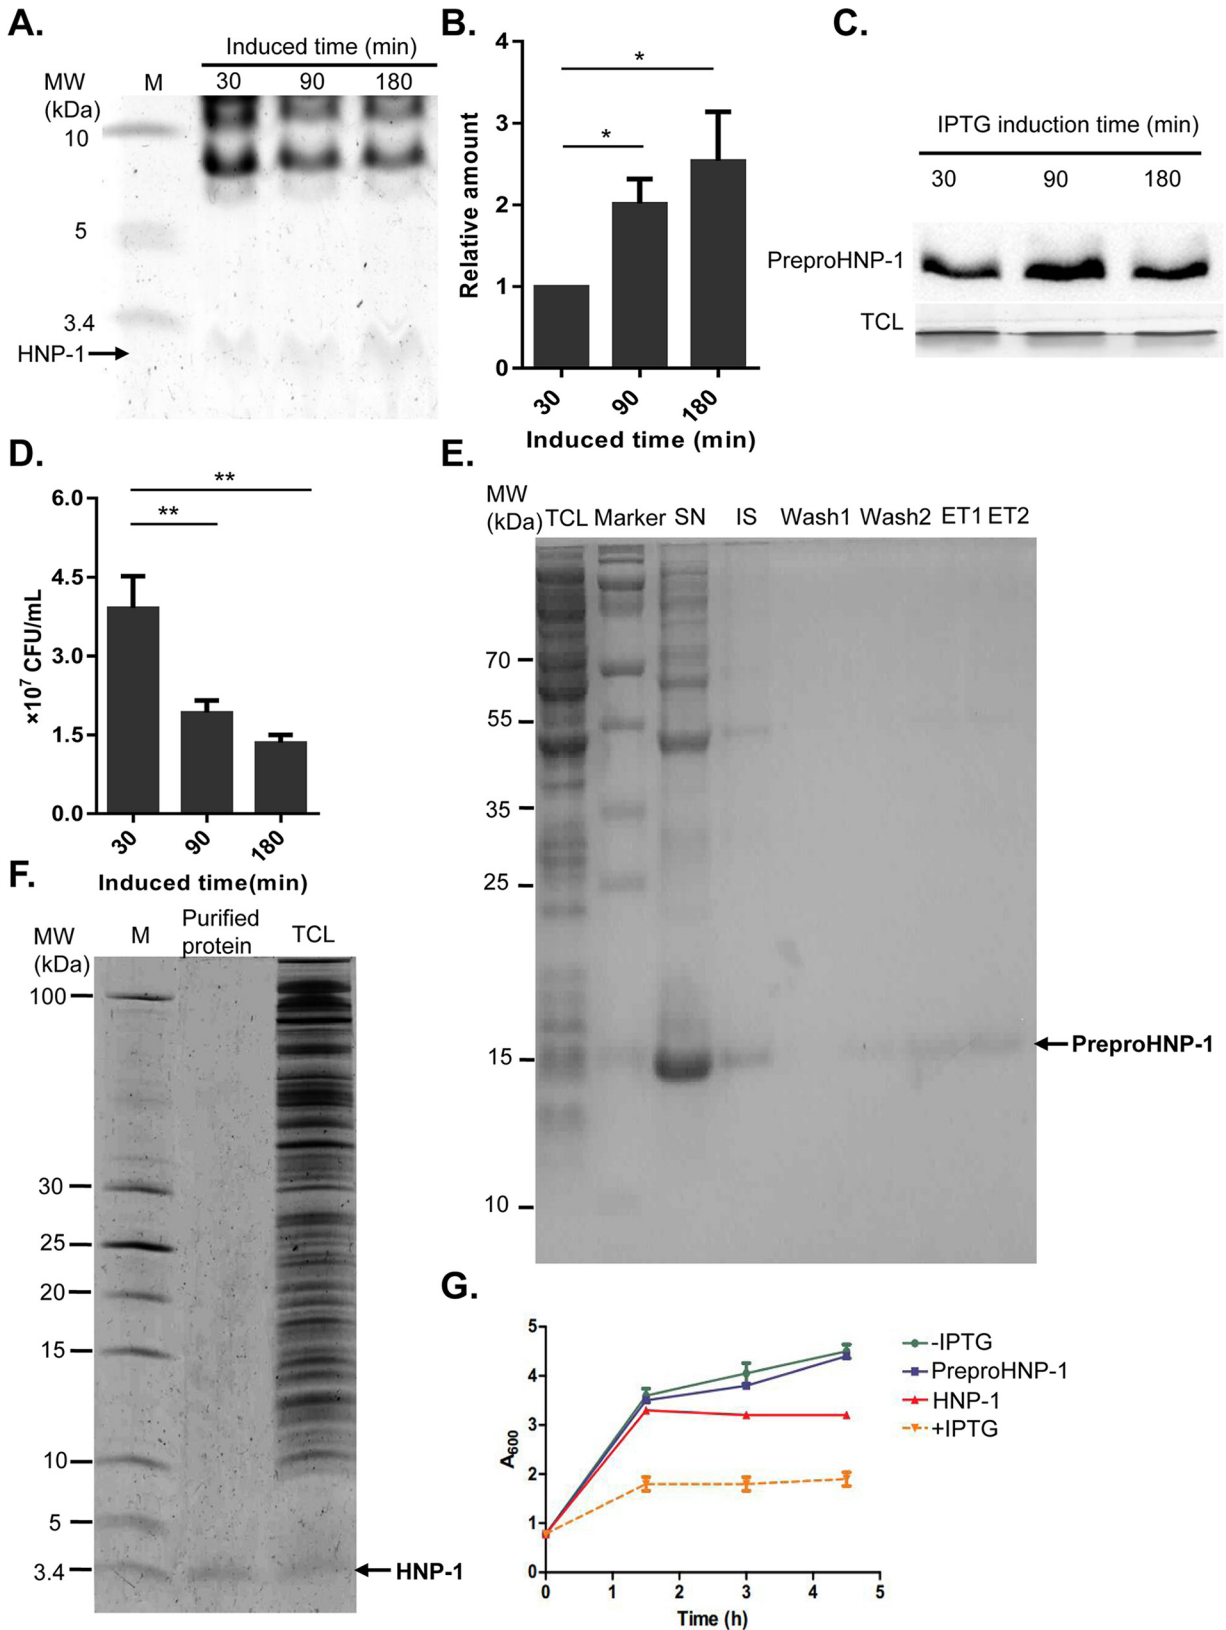 A.
Induced time (min)
MW
(kDa)
M
30 90 180
10
5
3.4
HNP-1
B.
Relative amount
4
3
2
1
0
*
*
30 90 180
Induced time (min)
C.
IPTG induction time (min)
30 90 180
PreproHNP-1
TCL
D.
×10⁷ CFU/mL
6.0
4.5
3.0
1.5
0.0
**
**
30 90 180
Induced time(min)
E.
MW
(kDa) TCL Marker SN IS Wash1 Wash2 ET1 ET2
70
55
35
25
15
10
PreproHNP-1
F.
MW
(kDa)
M
Purified
protein
TCL
100
30
25
20
15
10
5
3.4
HNP-1
G.
A₆₀₀
5
4
3
2
1
0
0 1 2 3 4 5
Time (h)
-IPTG
PreproHNP-1
HNP-1
+IPTG